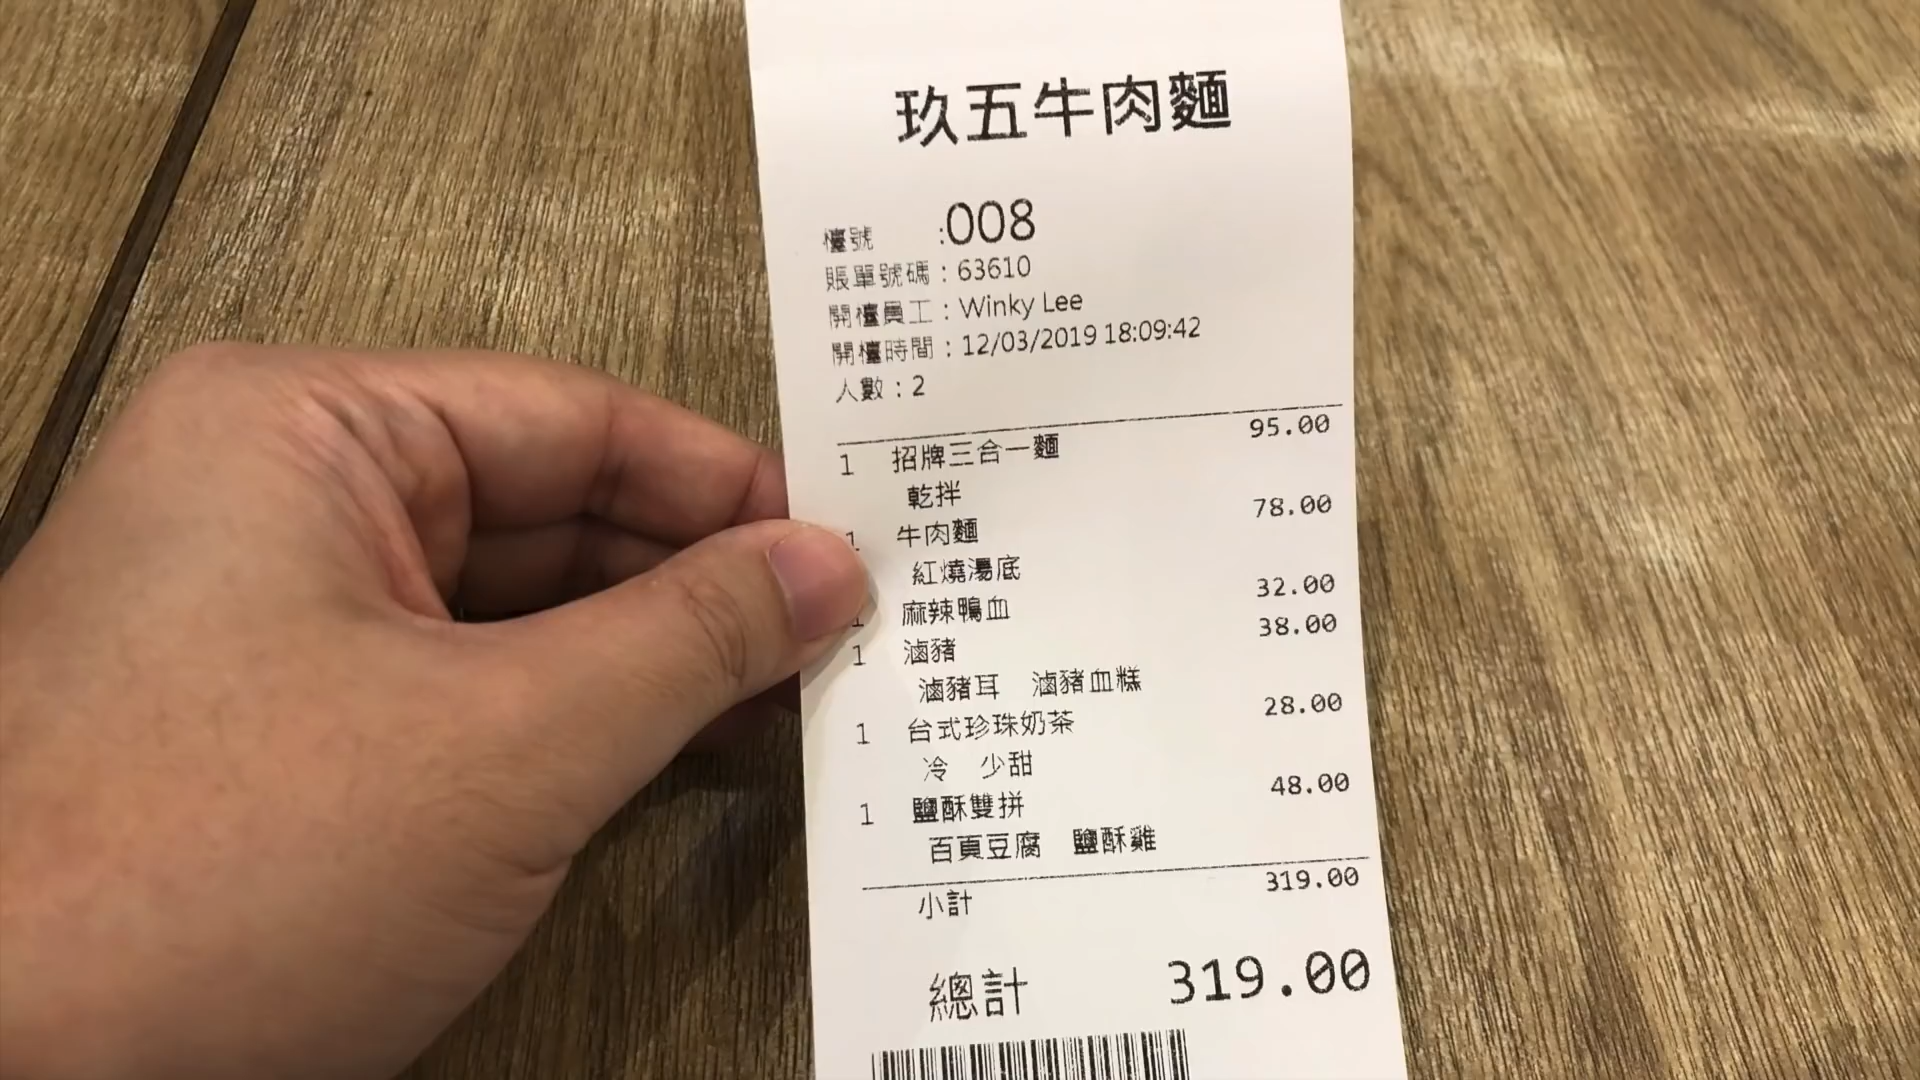 玖五牛肉麵
檯號 :008
賬單號碼：63610
開檯員工：Winky Lee
開檯時間：12/03/2019 18:09:42
人數：2
1 招牌三合一麵 95.00
乾拌
1 牛肉麵 78.00
紅燒湯底
1 麻辣鴨血 32.00
1 滷豬 38.00
滷豬耳 滷豬血糕
1 台式珍珠奶茶 28.00
冷 少甜
1 鹽酥雙拼 48.00
百頁豆腐 鹽酥雞
小計 319.00
總計 319.00